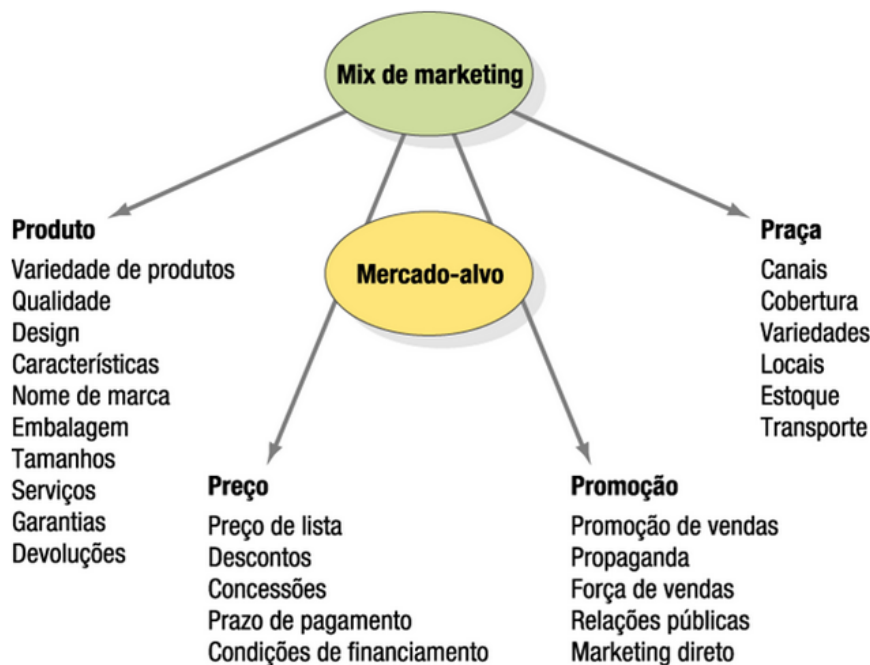 Mix de marketing
Mercado-alvo
Produto
Variedade de produtos
Qualidade
Design
Características
Nome de marca
Embalagem
Tamanhos
Serviços
Garantias
Devoluções
Preço
Preço de lista
Descontos
Concessões
Prazo de pagamento
Condições de financiamento
Promoção
Promoção de vendas
Propaganda
Força de vendas
Relações públicas
Marketing direto
Praça
Canais
Cobertura
Variedades
Locais
Estoque
Transporte